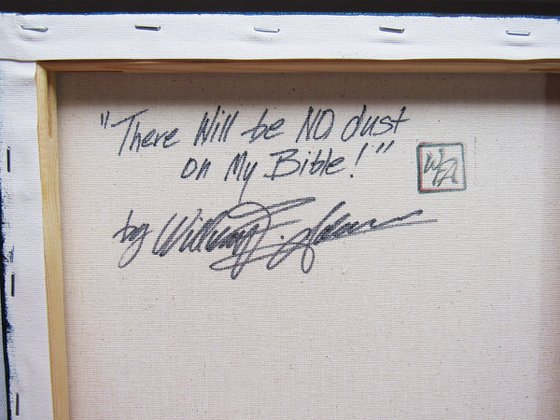 "There Will be NO dust
on My Bible!"
by William